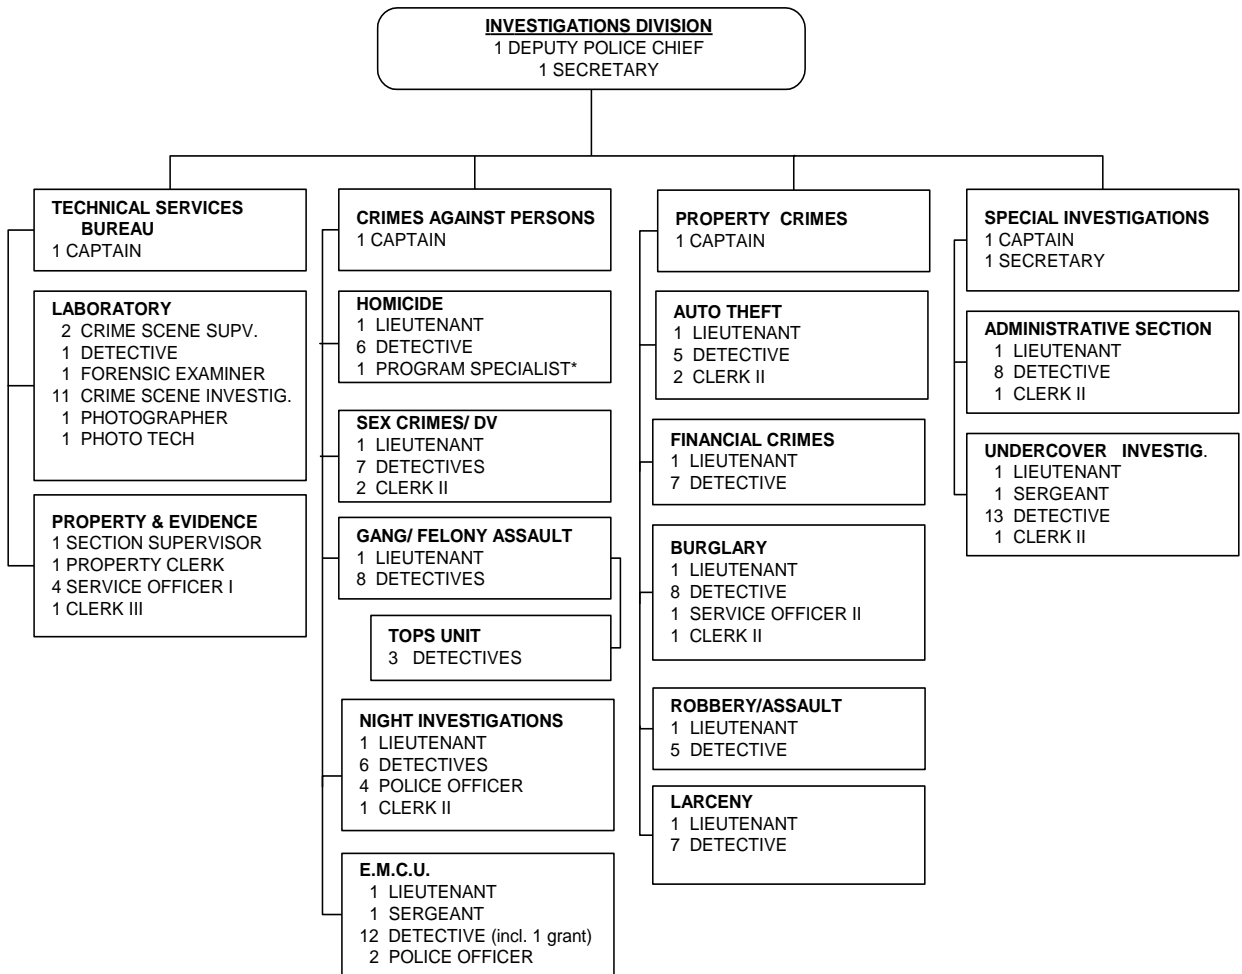 INVESTIGATIONS DIVISION
1 DEPUTY POLICE CHIEF
1 SECRETARY
TECHNICAL SERVICES
BUREAU
1 CAPTAIN
LABORATORY
2 CRIME SCENE SUPV.
1 DETECTIVE
1 FORENSIC EXAMINER
11 CRIME SCENE INVESTIG.
1 PHOTOGRAPHER
1 PHOTO TECH
PROPERTY & EVIDENCE
1 SECTION SUPERVISOR
1 PROPERTY CLERK
4 SERVICE OFFICER I
1 CLERK III
CRIMES AGAINST PERSONS
1 CAPTAIN
HOMICIDE
1 LIEUTENANT
6 DETECTIVE
1 PROGRAM SPECIALIST*
SEX CRIMES/ DV
1 LIEUTENANT
7 DETECTIVES
2 CLERK II
GANG/ FELONY ASSAULT
1 LIEUTENANT
8 DETECTIVES
TOPS UNIT
3 DETECTIVES
NIGHT INVESTIGATIONS
1 LIEUTENANT
6 DETECTIVES
4 POLICE OFFICER
1 CLERK II
E.M.C.U.
1 LIEUTENANT
1 SERGEANT
12 DETECTIVE (incl. 1 grant)
2 POLICE OFFICER
PROPERTY CRIMES
1 CAPTAIN
AUTO THEFT
1 LIEUTENANT
5 DETECTIVE
2 CLERK II
FINANCIAL CRIMES
1 LIEUTENANT
7 DETECTIVE
BURGLARY
1 LIEUTENANT
8 DETECTIVE
1 SERVICE OFFICER II
1 CLERK II
ROBBERY/ASSAULT
1 LIEUTENANT
5 DETECTIVE
LARCENY
1 LIEUTENANT
7 DETECTIVE
SPECIAL INVESTIGATIONS
1 CAPTAIN
1 SECRETARY
ADMINISTRATIVE SECTION
1 LIEUTENANT
8 DETECTIVE
1 CLERK II
UNDERCOVER INVESTIG.
1 LIEUTENANT
1 SERGEANT
13 DETECTIVE
1 CLERK II